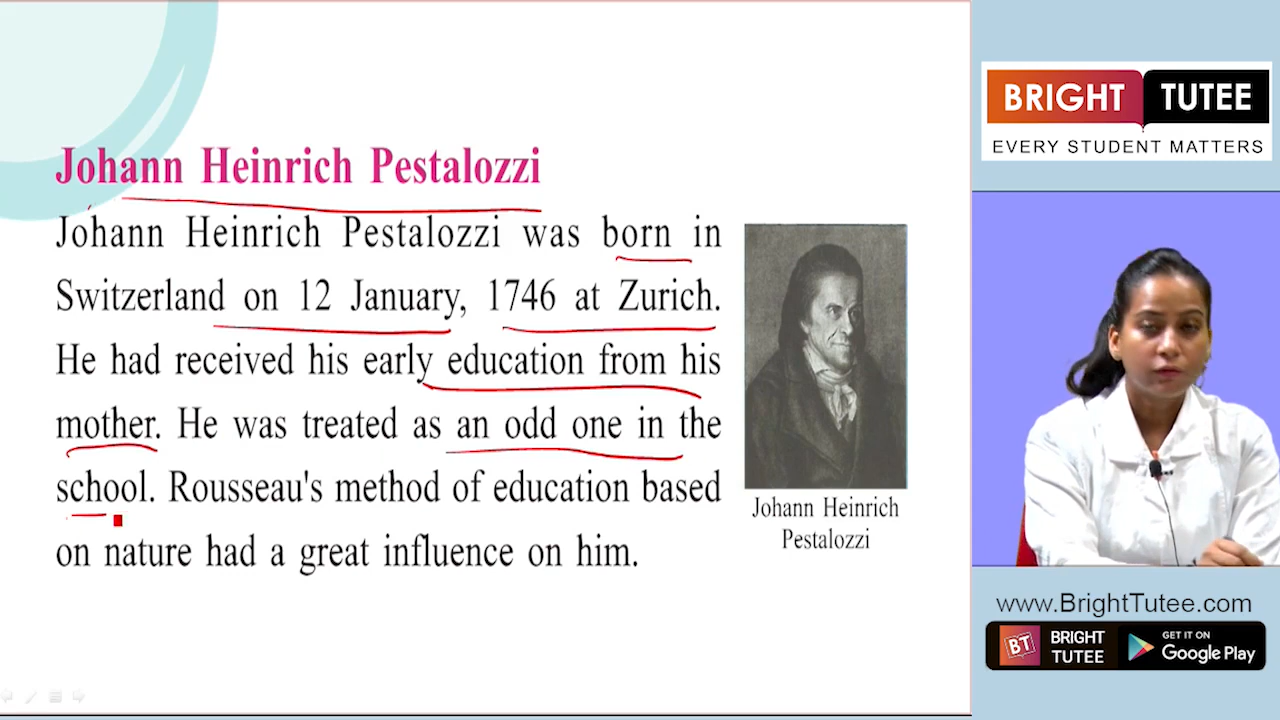 Johann Heinrich Pestalozzi
Johann Heinrich Pestalozzi was born in
Switzerland on 12 January, 1746 at Zurich.
He had received his early education from his
mother. He was treated as an odd one in the
school. Rousseau's method of education based
on nature had a great influence on him.
Johann Heinrich
Pestalozzi
BRIGHT TUTEE
EVERY STUDENT MATTERS
www.BrightTutee.com
BT
BRIGHT
TUTEE
GET IT ON
Google Play